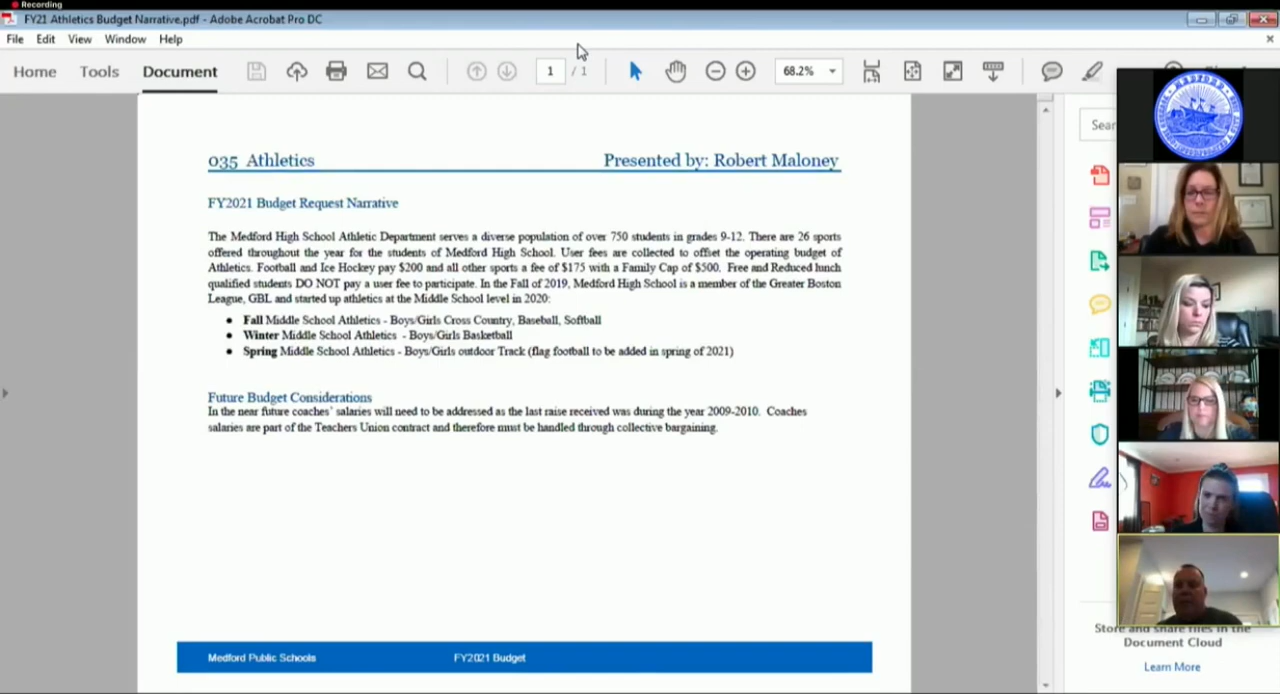 Recording
FY21 Athletics Budget Narrative.pdf - Adobe Acrobat Pro DC
File Edit View Window Help
Home Tools Document 1 / 1 68.2%
Sear
035 Athletics Presented by: Robert Maloney
FY2021 Budget Request Narrative
The Medford High School Athletic Department serves a diverse population of over 750 students in grades 9-12. There are 26 sports
offered throughout the year for the students of Medford High School. User fees are collected to offset the operating budget of
Athletics. Football and Ice Hockey pay $200 and all other sports a fee of $175 with a Family Cap of $500. Free and Reduced lunch
qualified students DO NOT pay a user fee to participate. In the Fall of 2019, Medford High School is a member of the Greater Boston
League, GBL and started up athletics at the Middle School level in 2020:
• Fall Middle School Athletics - Boys/Girls Cross Country, Baseball, Softball
• Winter Middle School Athletics - Boys/Girls Basketball
• Spring Middle School Athletics - Boys/Girls outdoor Track (flag football to be added in spring of 2021)
Future Budget Considerations
In the near future coaches' salaries will need to be addressed as the last raise received was during the year 2009-2010. Coaches
salaries are part of the Teachers Union contract and therefore must be handled through collective bargaining.
Medford Public Schools FY2021 Budget
Store and share files in the
Document Cloud
Learn More